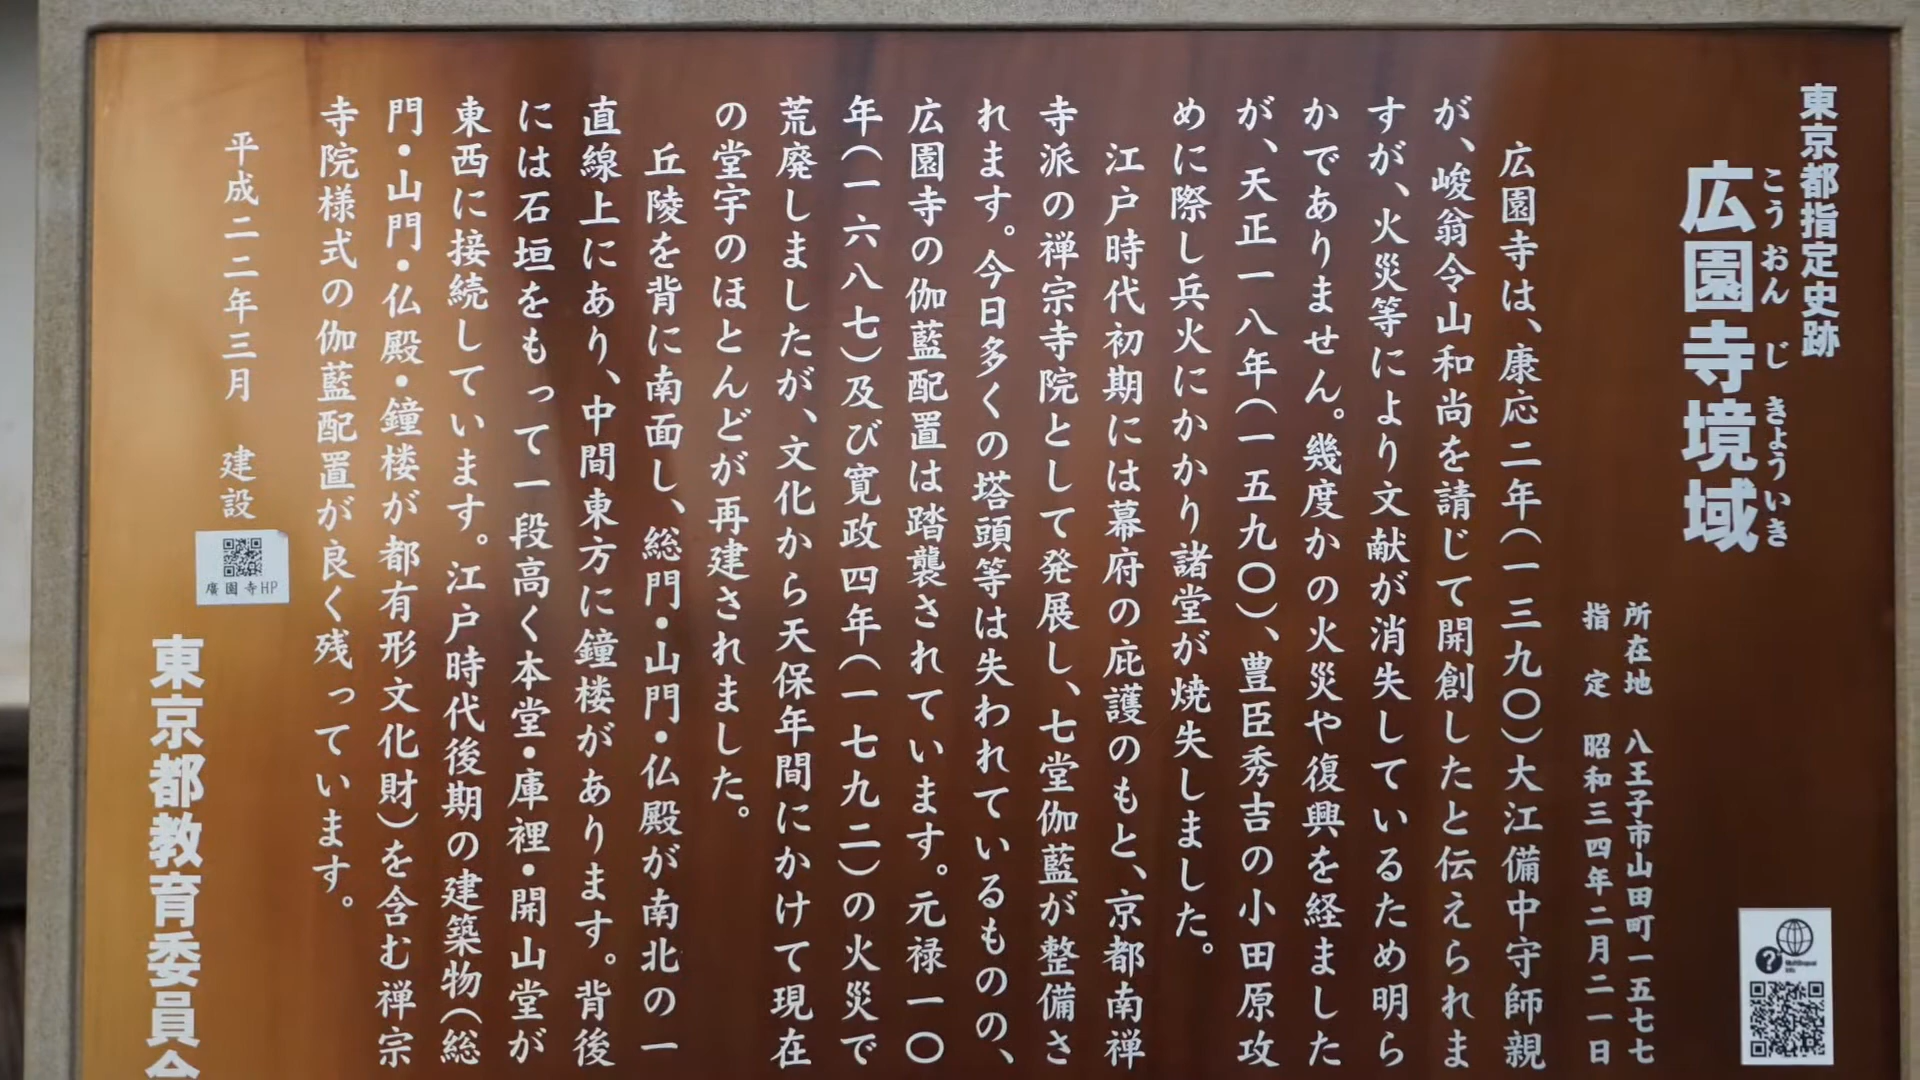 東京都指定史跡
こうおんじきょういき
広園寺境域
所在地　八王子市山田町一五七七
指　定　昭和三四年二月二一日
広園寺は、康応二年（一三九〇）大江備中守師親
が、峻翁令山和尚を請じて開創したと伝えられま
すが、火災等により文献が消失しているため明ら
かでありません。幾度かの火災や復興を経ました
が、天正一八年（一五九〇）、豊臣秀吉の小田原攻
めに際し兵火にかかり諸堂が焼失しました。
江戸時代初期には幕府の庇護のもと、京都南禅
寺派の禅宗寺院として発展し、七堂伽藍が整備さ
れます。今日多くの塔頭等は失われているものの、
広園寺の伽藍配置は踏襲されています。元禄一〇
年（一六八七）及び寛政四年（一七九二）の火災で
荒廃しましたが、文化から天保年間にかけて現在
の堂宇のほとんどが再建されました。
丘陵を背に南面し、総門・山門・仏殿が南北の一
直線上にあり、中間東方に鐘楼があります。背後
には石垣をもって一段高く本堂・庫裡・開山堂が
東西に接続しています。江戸時代後期の建築物（総
門・山門・仏殿・鐘楼が都有形文化財）を含む禅宗
寺院様式の伽藍配置が良く残っています。
平成二二年三月　建設
廣園寺HP
東京都教育委員会